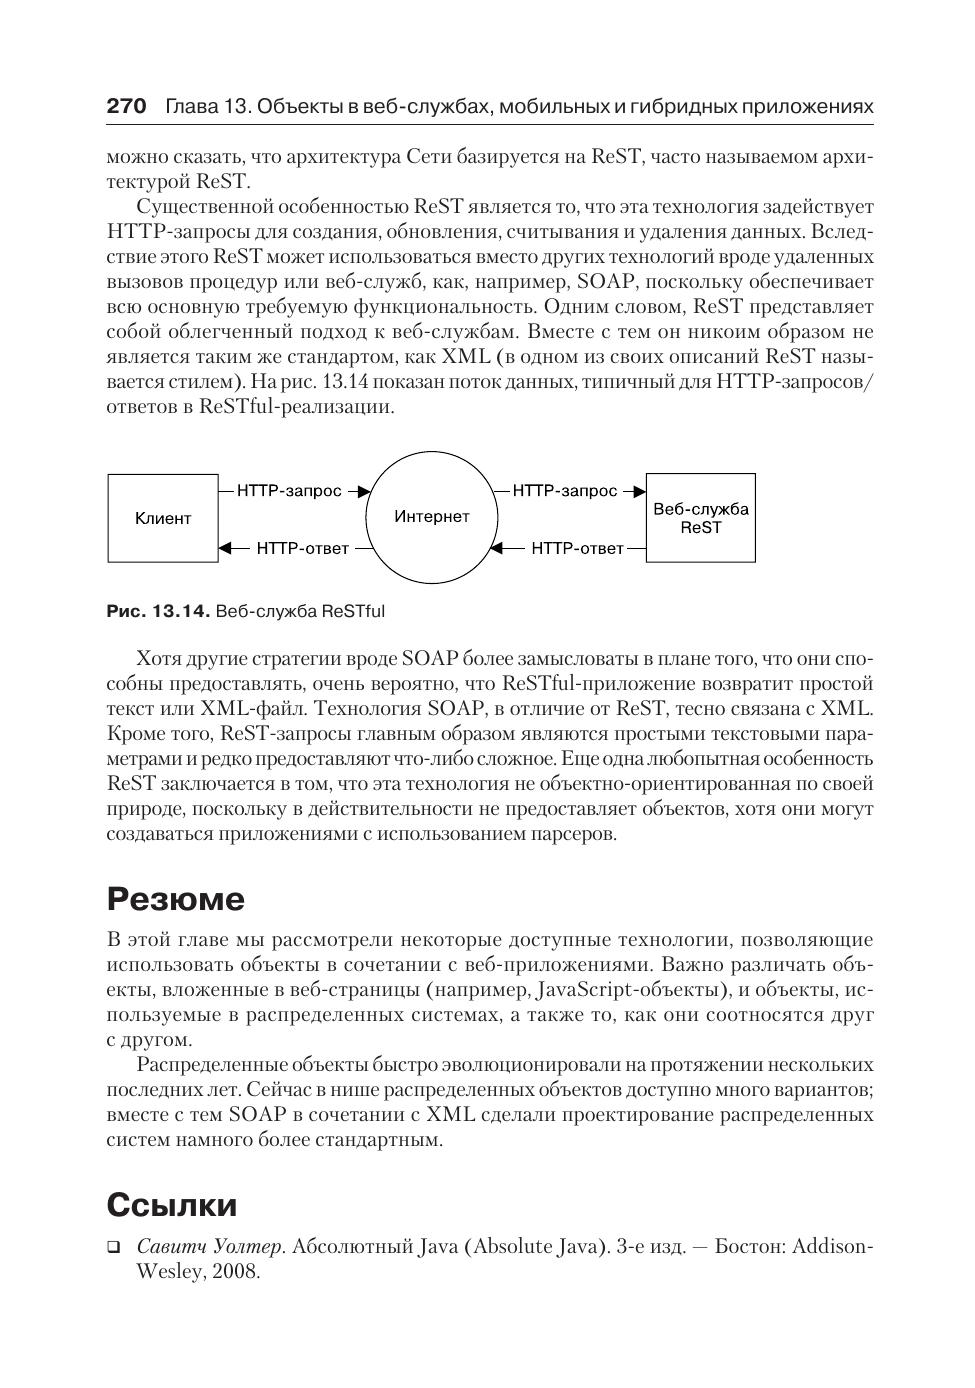 270 Глава 13. Объекты в веб-службах, мобильных и гибридных приложениях
можно сказать, что архитектура Сети базируется на ReST, часто называемом архи-
тектурой ReST.
Существенной особенностью ReST является то, что эта технология задействует
HTTP-запросы для создания, обновления, считывания и удаления данных. Вслед-
ствие этого ReST может использоваться вместо других технологий вроде удаленных
вызовов процедур или веб-служб, как, например, SOAP, поскольку обеспечивает
всю основную требуемую функциональность. Одним словом, ReST представляет
собой облегченный подход к веб-службам. Вместе с тем он никоим образом не
является таким же стандартом, как XML (в одном из своих описаний ReST назы-
вается стилем). На рис. 13.14 показан поток данных, типичный для HTTP-запросов/
ответов в ReSTful-реализации.
HTTP-запрос
HTTP-запрос
Клиент
Интернет
Веб-служба
ReST
HTTP-ответ
HTTP-ответ
Рис. 13.14. Веб-служба ReSTful
Хотя другие стратегии вроде SOAP более замысловаты в плане того, что они спо-
собны предоставлять, очень вероятно, что ReSTful-приложение возвратит простой
текст или XML-файл. Технология SOAP, в отличие от ReST, тесно связана с XML.
Кроме того, ReST-запросы главным образом являются простыми текстовыми пара-
метрами и редко предоставляют что-либо сложное. Еще одна любопытная особенность
ReST заключается в том, что эта технология не объектно-ориентированная по своей
природе, поскольку в действительности не предоставляет объектов, хотя они могут
создаваться приложениями с использованием парсеров.
Резюме
В этой главе мы рассмотрели некоторые доступные технологии, позволяющие
использовать объекты в сочетании с веб-приложениями. Важно различать объ-
екты, вложенные в веб-страницы (например, JavaScript-объекты), и объекты, ис-
пользуемые в распределенных системах, а также то, как они соотносятся друг
с другом.
Распределенные объекты быстро эволюционировали на протяжении нескольких
последних лет. Сейчас в нише распределенных объектов доступно много вариантов;
вместе с тем SOAP в сочетании с XML сделали проектирование распределенных
систем намного более стандартным.
Ссылки
❑ Савитч Уолтер. Абсолютный Java (Absolute Java). 3-е изд. — Бостон: Addison-
Wesley, 2008.